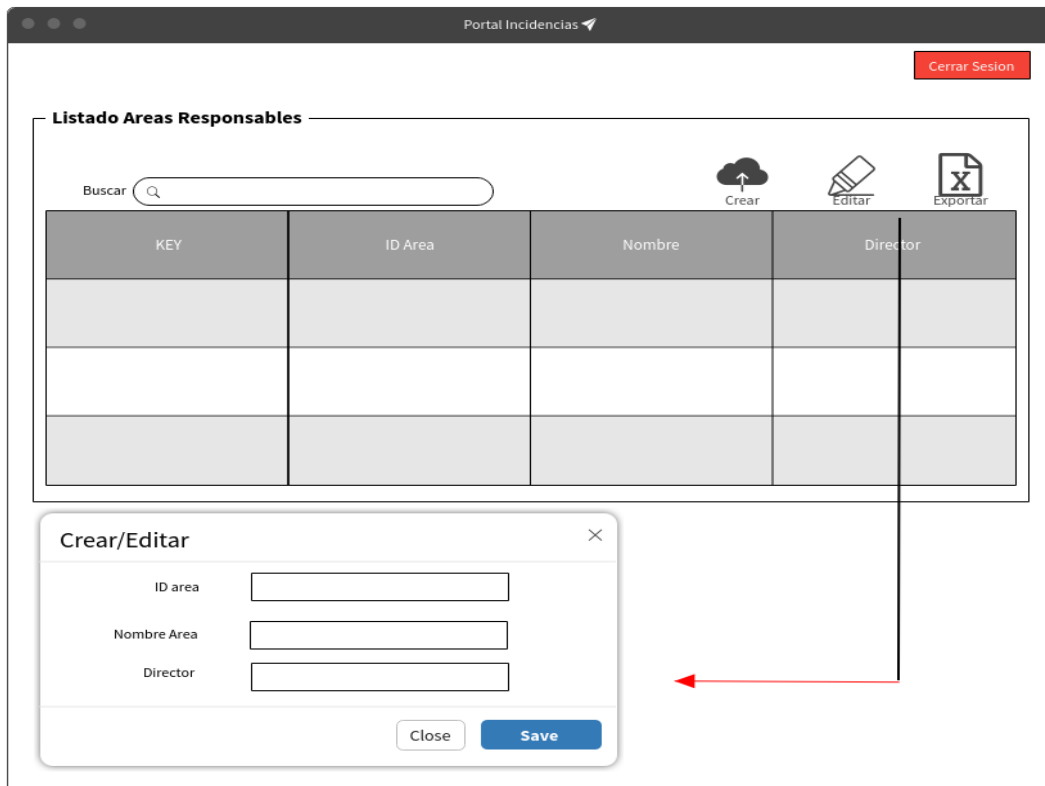 Portal Incidencias
Cerrar Sesion
Listado Areas Responsables
Buscar
Crear
Editar
Exportar
KEY
ID Area
Nombre
Director
Crear/Editar
ID area
Nombre Area
Director
Close
Save